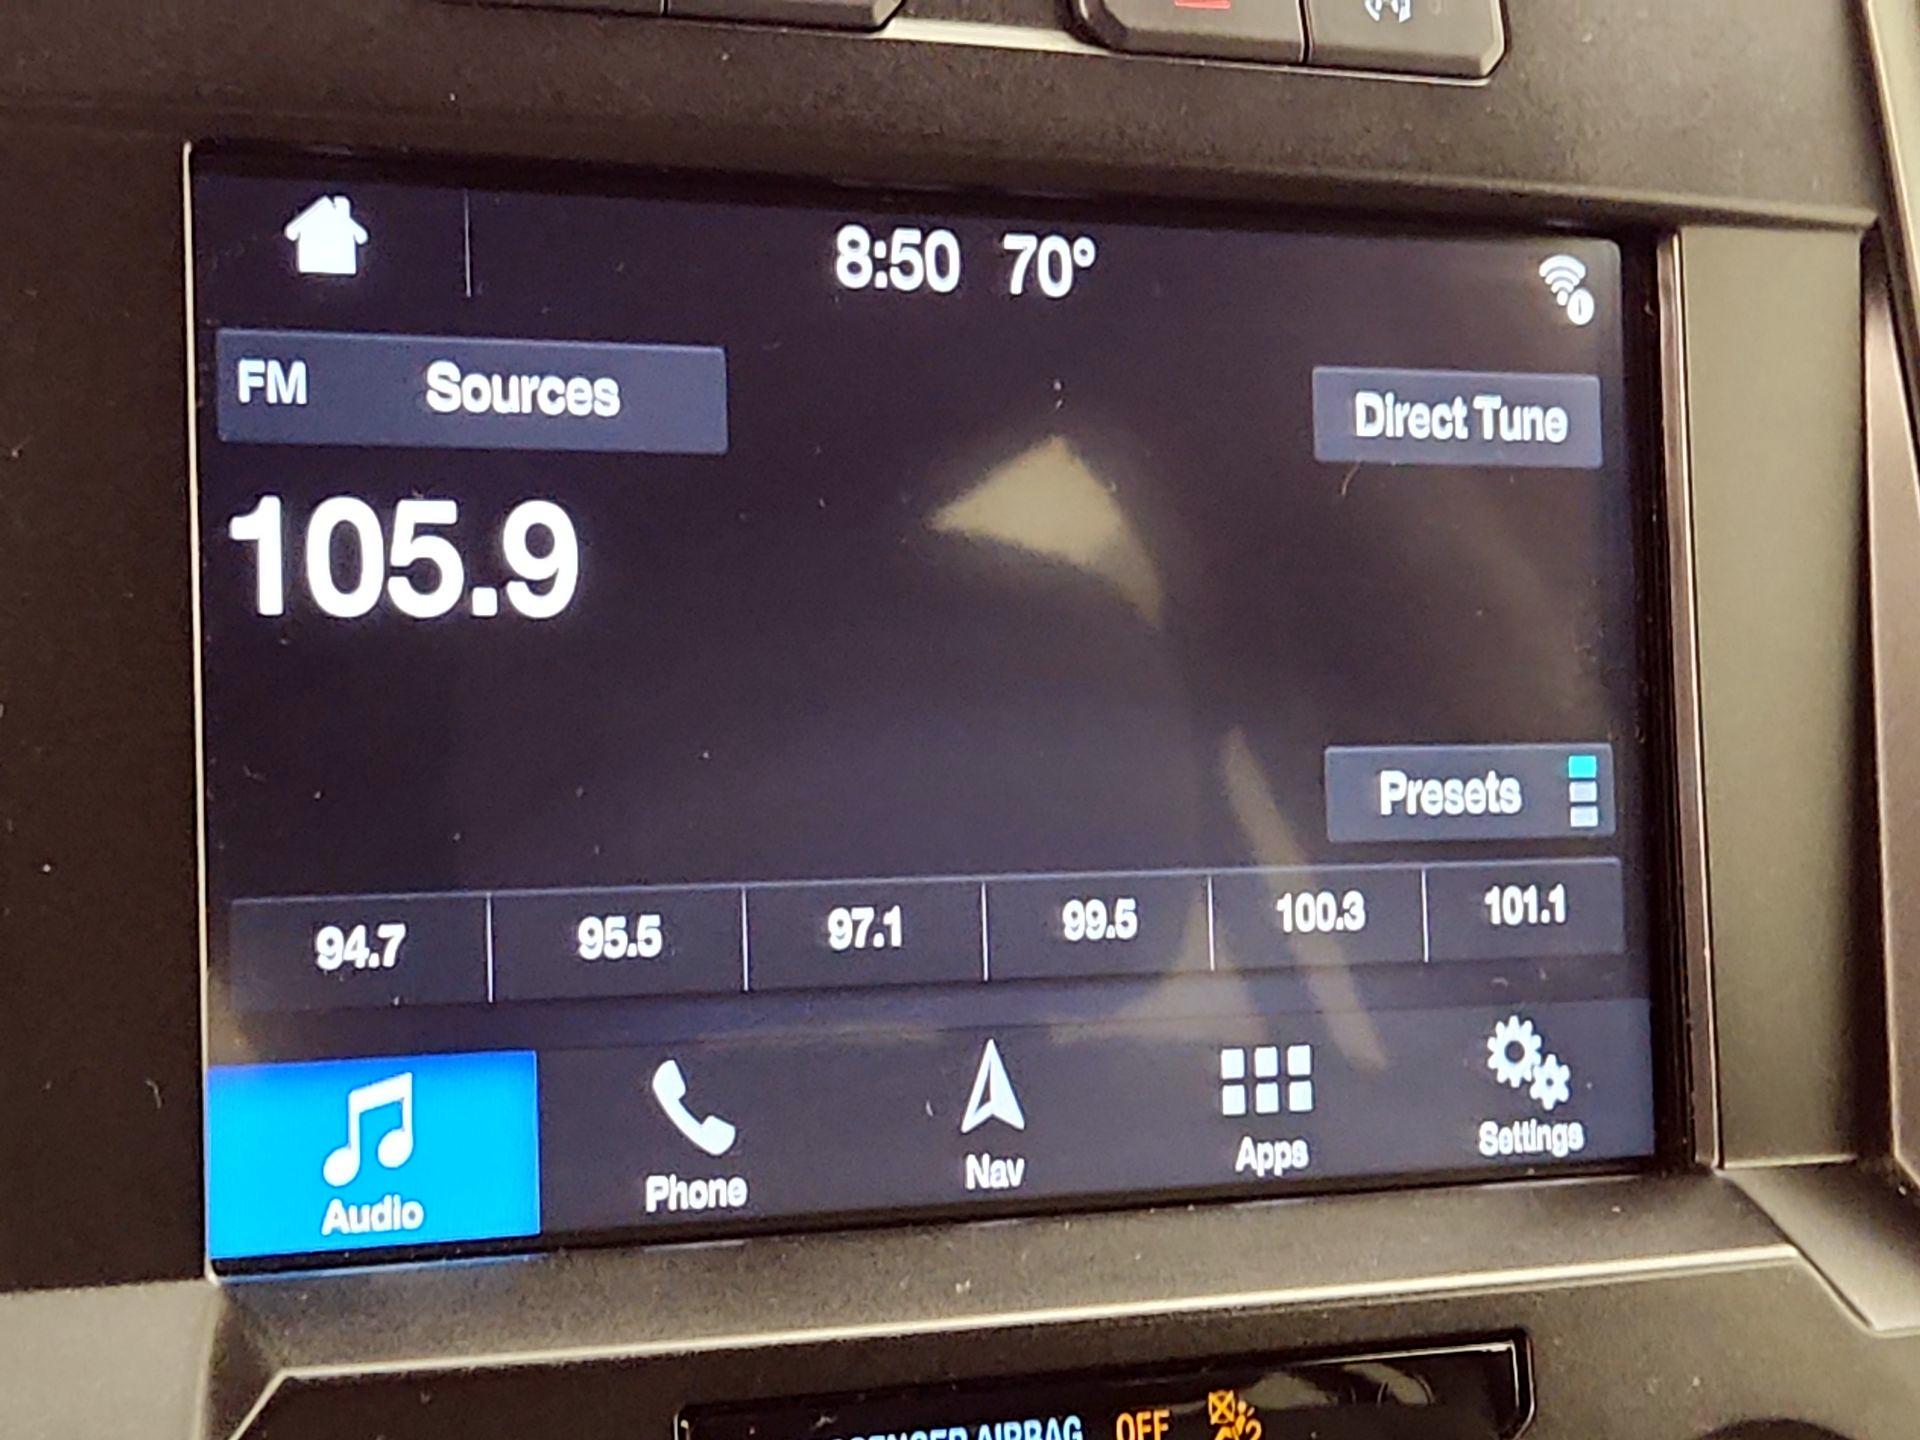 8:50 70°
FM Sources
Direct Tune
105.9
Presets
94.7 95.5 97.1 99.5 100.3 101.1
Audio Phone Nav Apps Settings
AIRBAG OFF